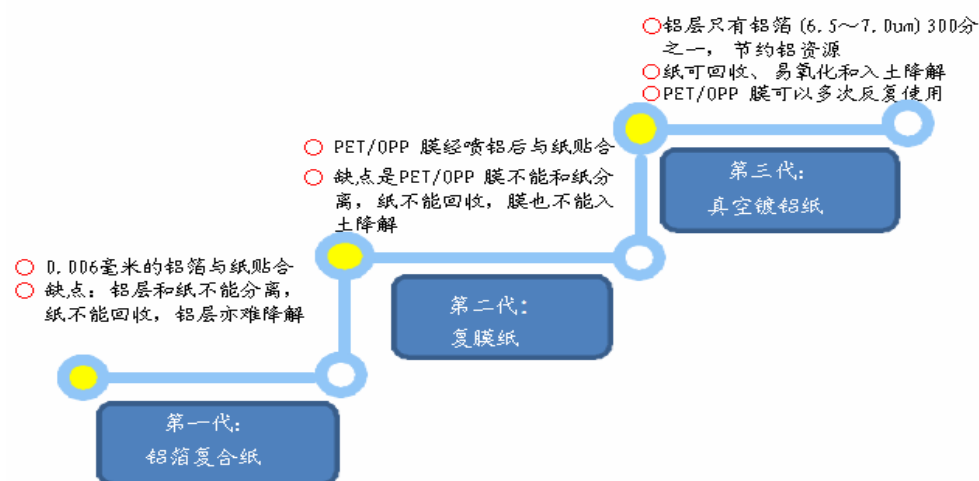 铝层只有铝箔(6.5～7.0um)300分
之一，节约铝资源
纸可回收、易氧化和入土降解
PET/OPP 膜可以多次反复使用
第三代:
真空镀铝纸
PET/OPP 膜经喷铝后与纸贴合
缺点是PET/OPP 膜不能和纸分
离，纸不能回收，膜也不能入
土降解
第二代:
复膜纸
0.006毫米的铝箔与纸贴合
缺点：铝层和纸不能分离，
纸不能回收，铝层亦难降解
第一代:
铝箔复合纸